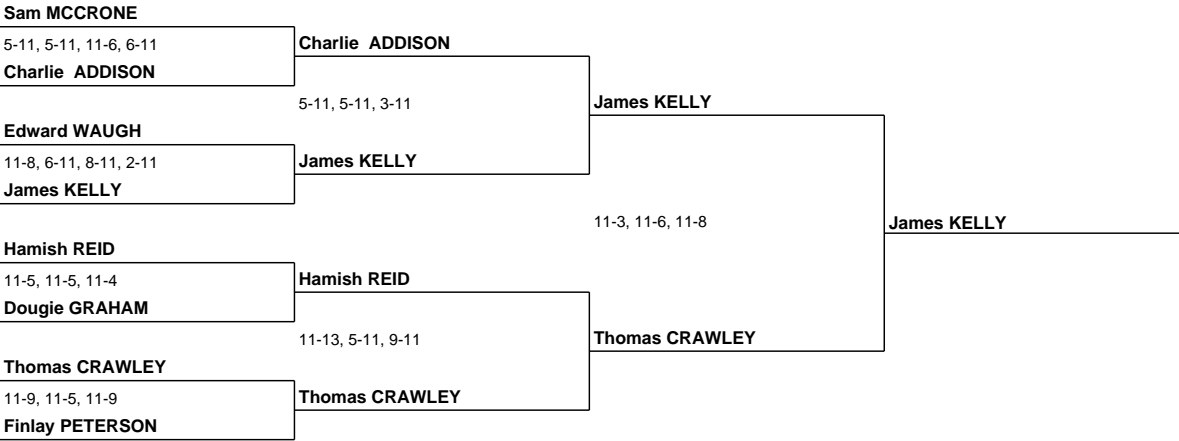 Sam MCCRONE
5-11, 5-11, 11-6, 6-11
Charlie  ADDISON
Charlie  ADDISON
5-11, 5-11, 3-11
James KELLY
Edward WAUGH
11-8, 6-11, 8-11, 2-11
James KELLY
James KELLY
11-3, 11-6, 11-8
James KELLY
Hamish REID
11-5, 11-5, 11-4
Hamish REID
Dougie GRAHAM
11-13, 5-11, 9-11
Thomas CRAWLEY
Thomas CRAWLEY
11-9, 11-5, 11-9
Thomas CRAWLEY
Finlay PETERSON